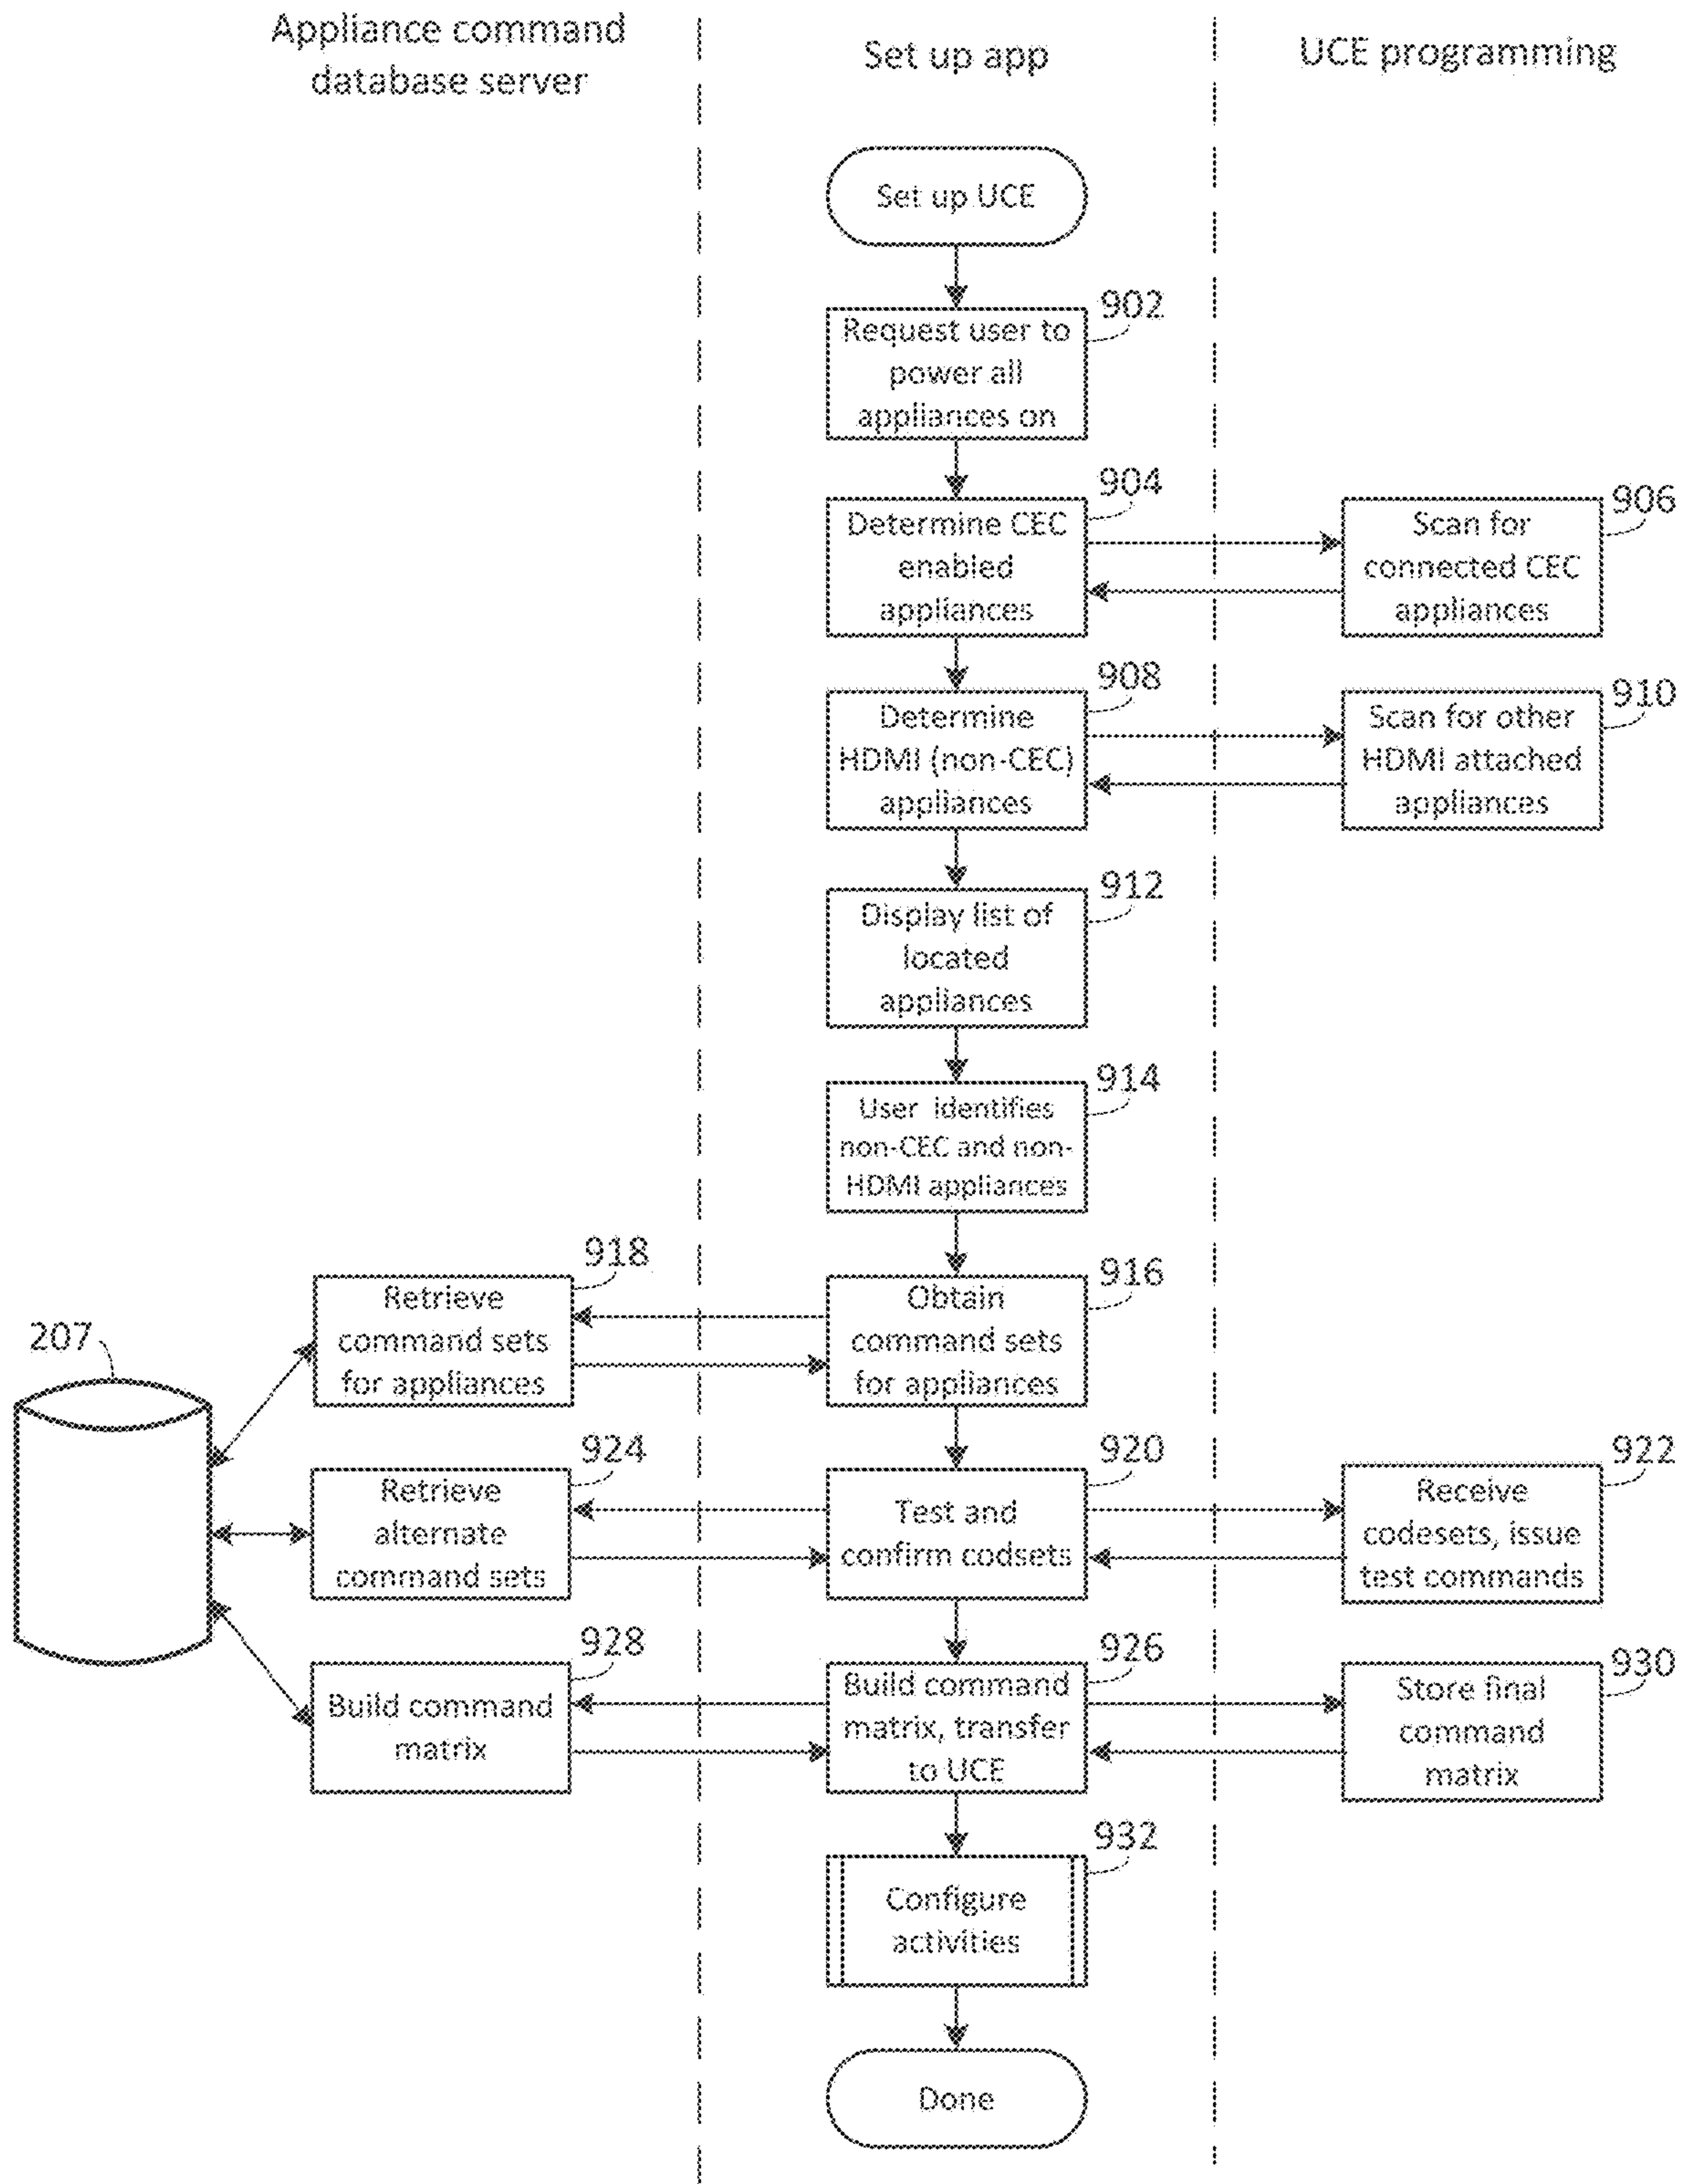 Appliance command
database server
Set up app
UCE programming
Set up UCE
902
Request user to
power all
appliances on
904
Determine CEC
enabled
appliances
906
Scan for
connected CEC
appliances
908
Determine
HDMI (non-CEC)
appliances
910
Scan for other
HDMI attached
appliances
912
Display list of
located
appliances
914
User identifies
non-CEC and non-
HDMI appliances
918
Retrieve
command sets
for appliances
916
Obtain
command sets
for appliances
207
924
Retrieve
alternate
command sets
920
Test and
confirm codsets
922
Receive
codesets, issue
test commands
928
Build command
matrix
926
Build command
matrix, transfer
to UCE
930
Store final
command
matrix
932
Configure
activities
Done